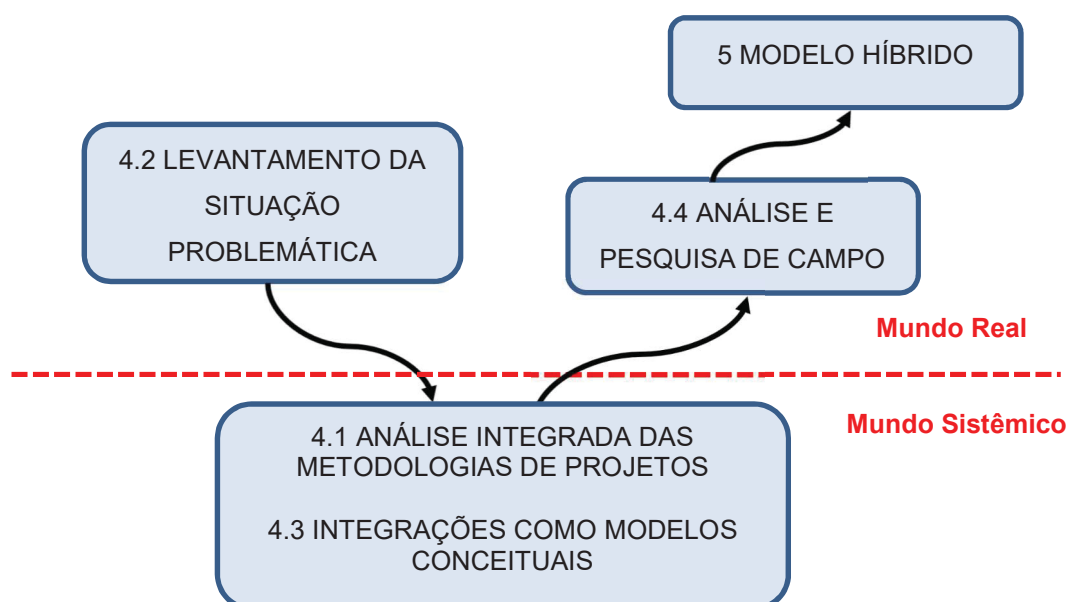 5 MODELO HÍBRIDO
4.2 LEVANTAMENTO DA
SITUAÇÃO
PROBLEMÁTICA
4.4 ANÁLISE E
PESQUISA DE CAMPO
Mundo Real
Mundo Sistêmico
4.1 ANÁLISE INTEGRADA DAS
METODOLOGIAS DE PROJETOS
4.3 INTEGRAÇÕES COMO MODELOS
CONCEITUAIS